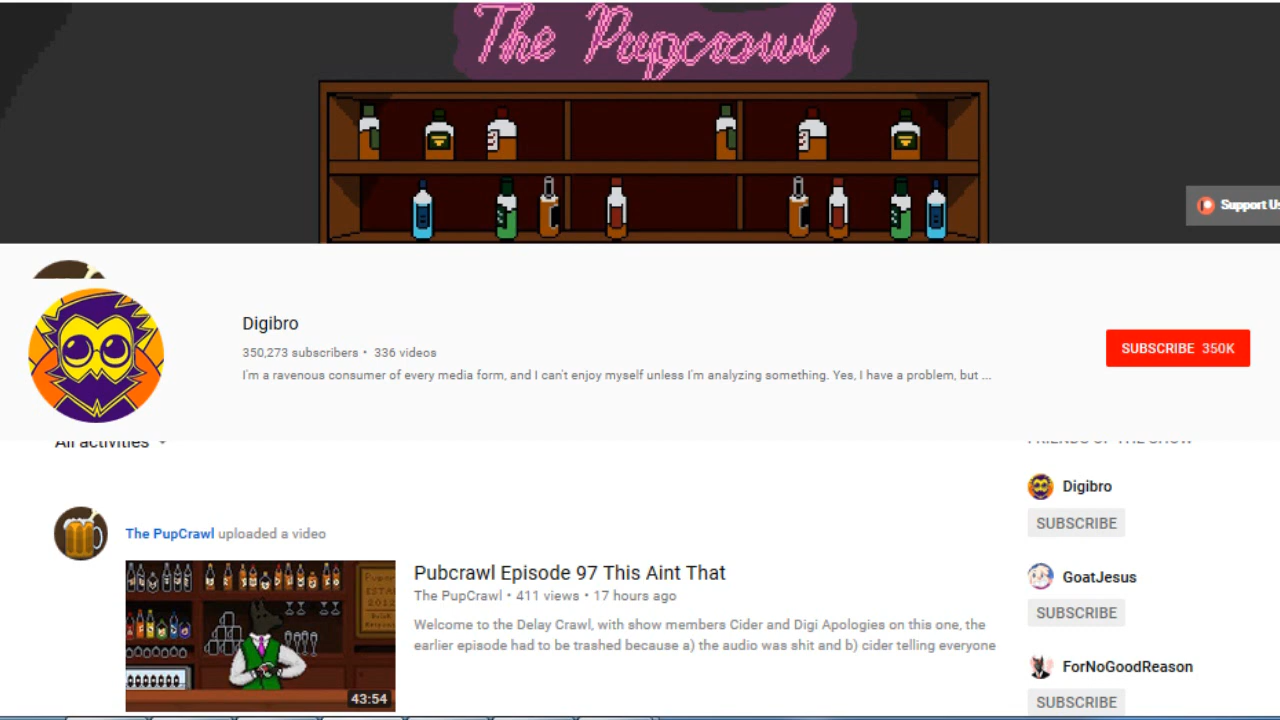 The Pupcrawl
Support Us
Digibro
350,273 subscribers • 336 videos
SUBSCRIBE 350K
I'm a ravenous consumer of every media form, and I can't enjoy myself unless I'm analyzing something. Yes, I have a problem, but ...
All activities
FRIENDS OF THE SHOW
Digibro
SUBSCRIBE
The PupCrawl uploaded a video
Pubcrawl Episode 97 This Aint That
The PupCrawl • 411 views • 17 hours ago
Welcome to the Delay Crawl, with show members Cider and Digi Apologies on this one, the
earlier episode had to be trashed because a) the audio was shit and b) cider telling everyone
43:54
GoatJesus
SUBSCRIBE
ForNoGoodReason
SUBSCRIBE